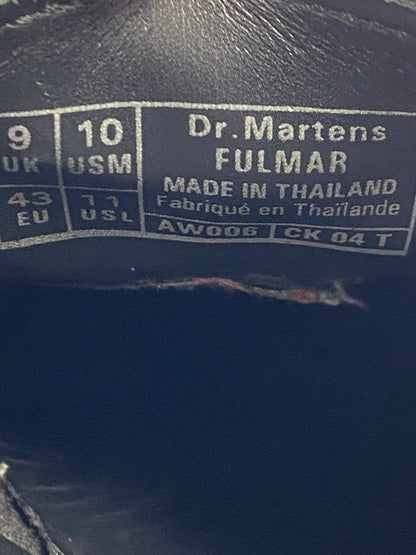 9 UK
10 USM
43 EU
11 USL
Dr.Martens
FULMAR
MADE IN THAILAND
Fabriqué en Thaïlande
AW006 CK 04 T